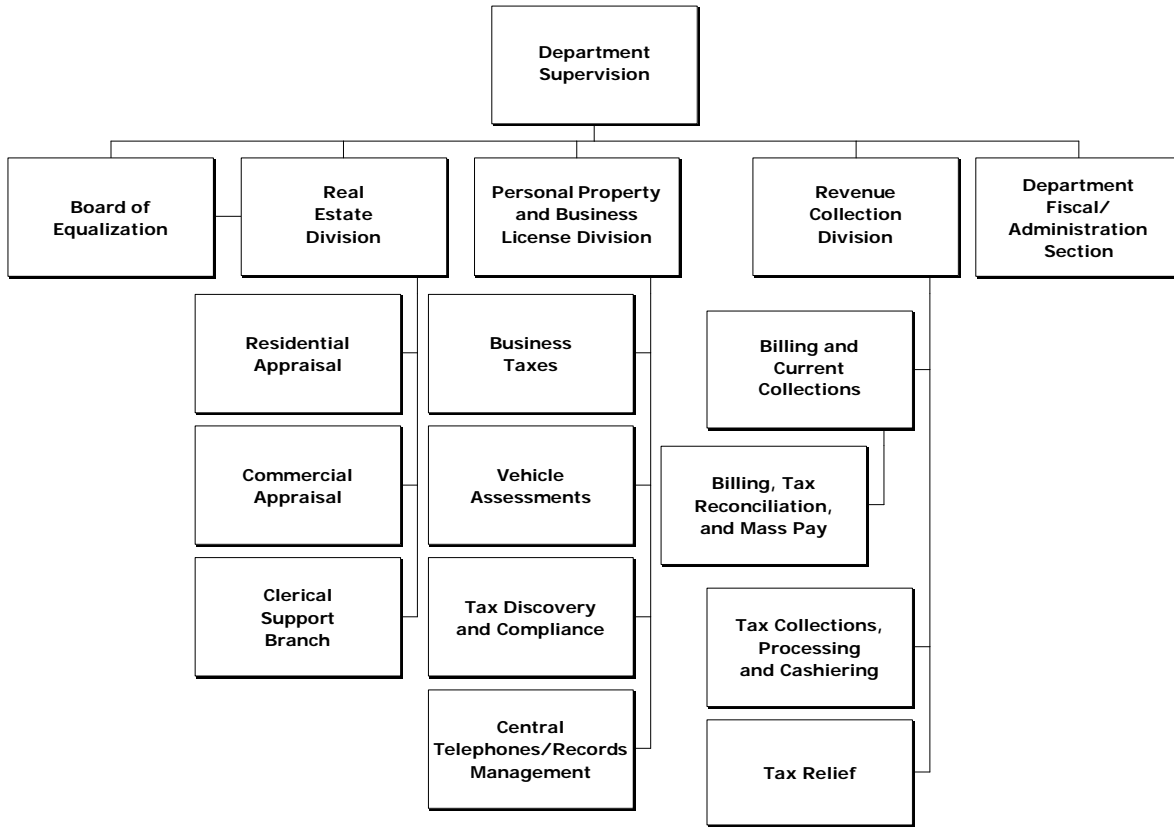 Department
Supervision
Board of
Equalization
Real
Estate
Division
Personal Property
and Business
License Division
Revenue
Collection
Division
Department
Fiscal/
Administration
Section
Residential
Appraisal
Commercial
Appraisal
Clerical
Support
Branch
Business
Taxes
Vehicle
Assessments
Tax Discovery
and Compliance
Central
Telephones/Records
Management
Billing and
Current
Collections
Billing, Tax
Reconciliation,
and Mass Pay
Tax Collections,
Processing
and Cashiering
Tax Relief